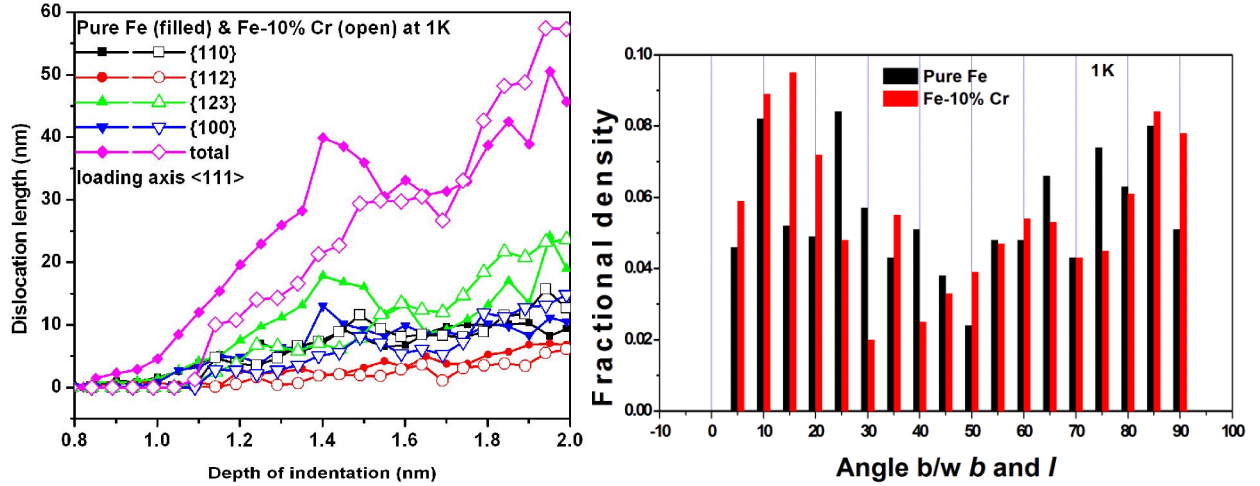 Pure Fe (filled) & Fe-10% Cr (open) at 1K
{110}
{112}
{123}
{100}
total
loading axis <111>
60
50
40
30
20
10
0
Dislocation length (nm)
0.8 1.0 1.2 1.4 1.6 1.8 2.0
Depth of indentation (nm)
Pure Fe
Fe-10% Cr
1K
0.10
0.08
0.06
0.04
0.02
0.00
Fractional density
-10 0 10 20 30 40 50 60 70 80 90 100
Angle b/w b and l